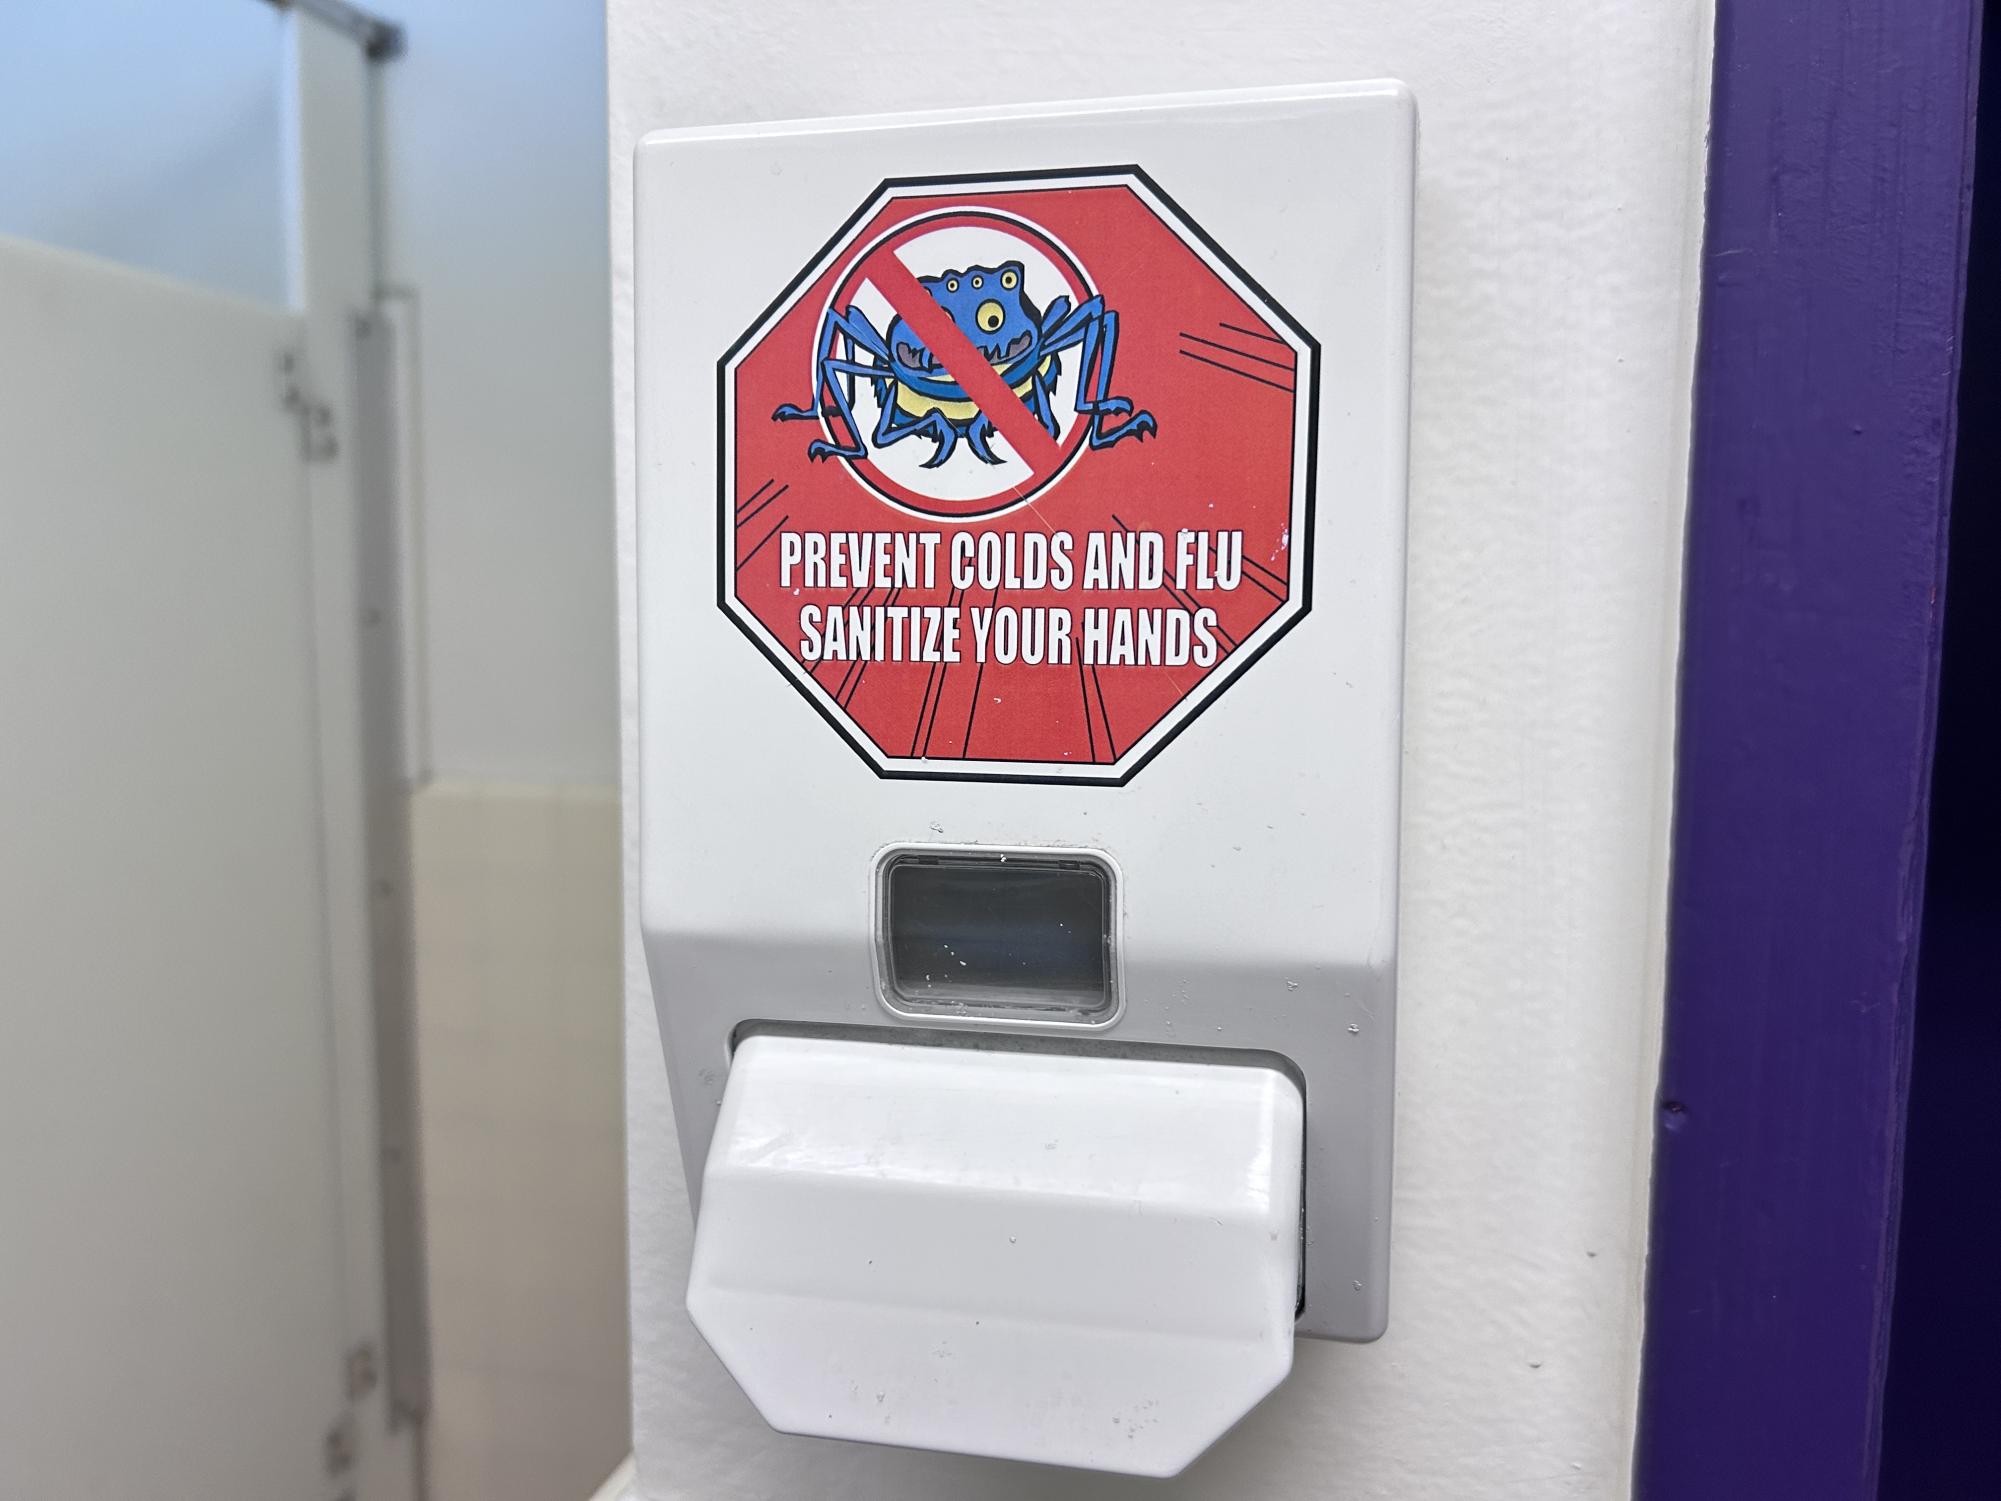 PREVENT COLDS AND FLU
SANITIZE YOUR HANDS